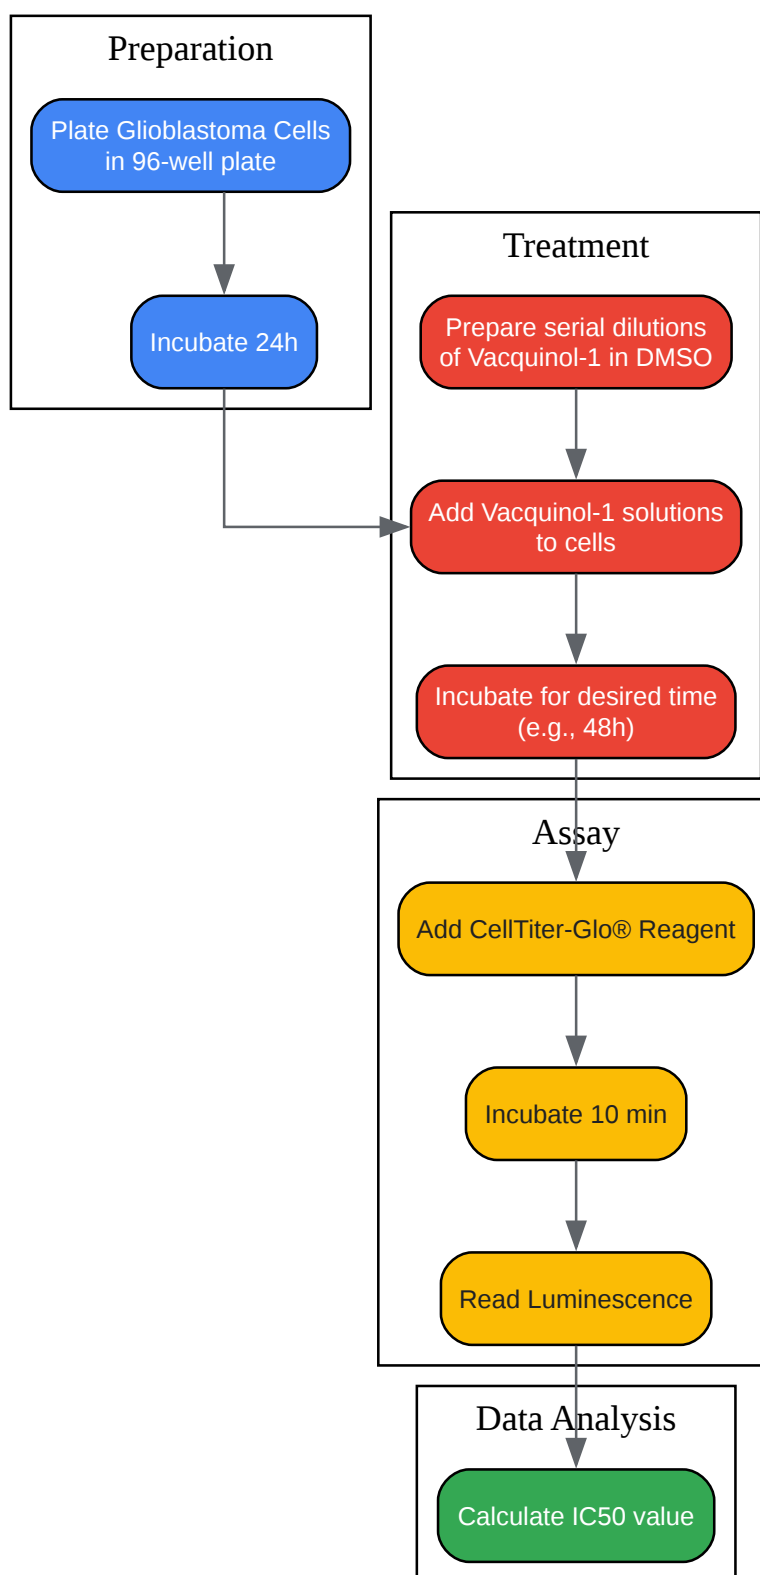 Preparation
Plate Glioblastoma Cells
in 96-well plate
Incubate 24h
Treatment
Prepare serial dilutions
of Vacquinol-1 in DMSO
Add Vacquinol-1 solutions
to cells
Incubate for desired time
(e.g., 48h)
Assay
Add CellTiter-Glo® Reagent
Incubate 10 min
Read Luminescence
Data Analysis
Calculate IC50 value